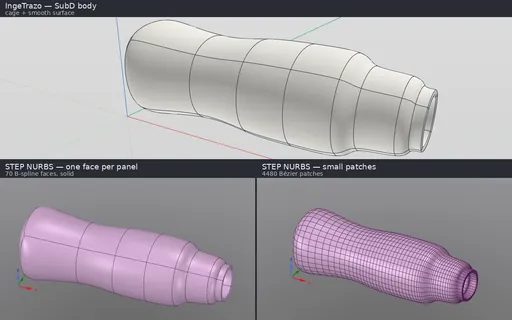 IngeTrazo — SubD body
cage + smooth surface
STEP NURBS — one face per panel
70 B-spline faces, solid
STEP NURBS — small patches
4480 Bézier patches